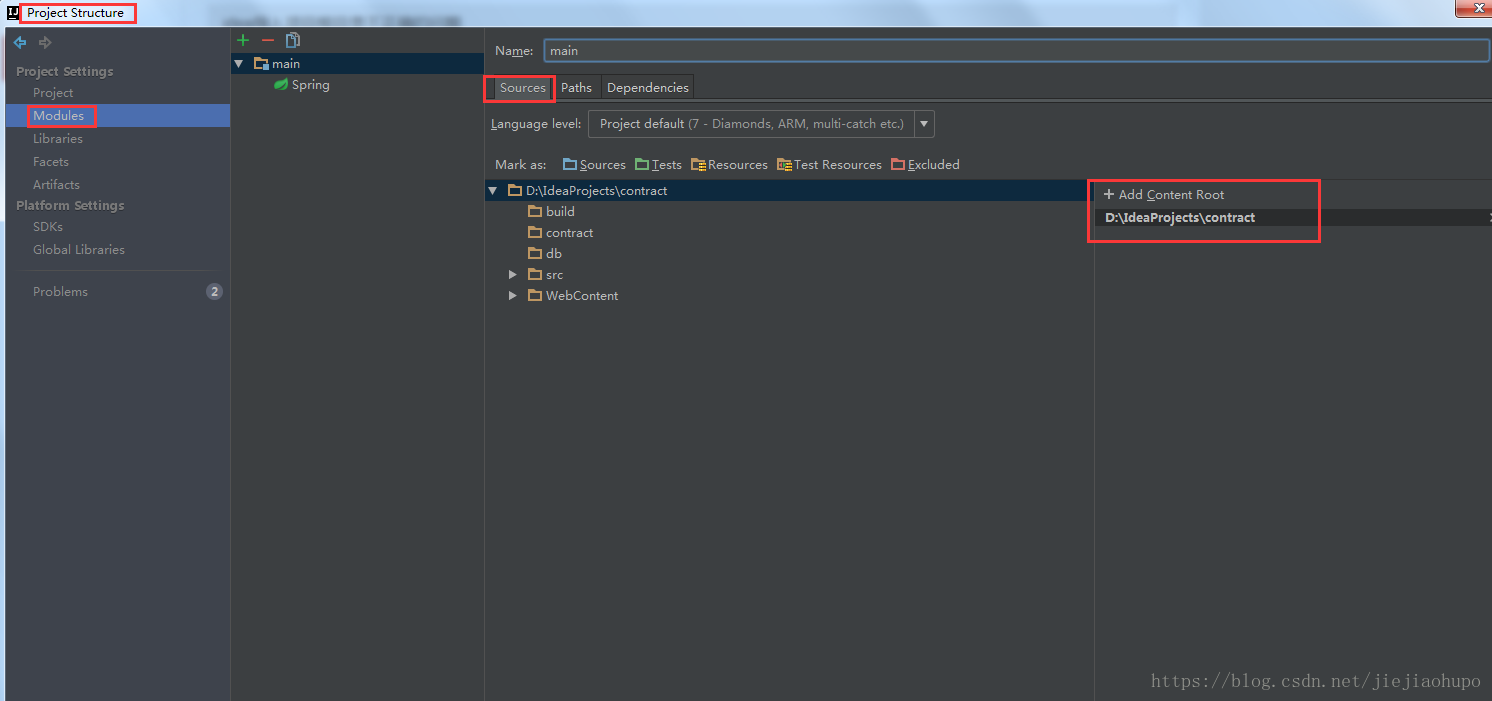 IJ Project Structure
Project Settings
Project
Modules
Libraries
Facets
Artifacts
Platform Settings
SDKs
Global Libraries
Problems 2
main
Spring
Name: main
Sources Paths Dependencies
Language level: Project default (7 - Diamonds, ARM, multi-catch etc.)
Mark as: Sources Tests Resources Test Resources Excluded
D:\IdeaProjects\contract
build
contract
db
src
WebContent
+ Add Content Root
D:\IdeaProjects\contract
https://blog.csdn.net/jiejiaohupo